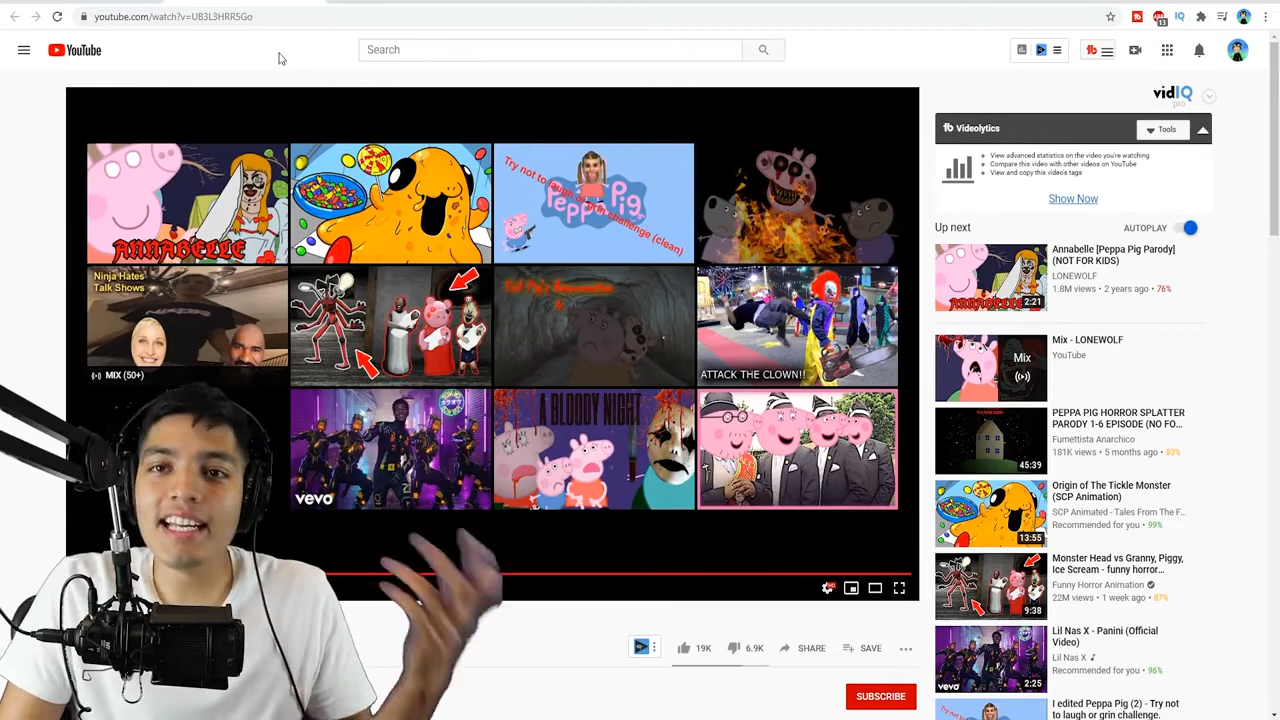 youtube.com/watch?v=UB3L3HRR5Go
13
IQ
YouTube
Search
vidIQ
pro
Videolytics
Tools
View advanced statistics on the video you're watching
Compare this video with other videos on YouTube
View and copy this video's tags
Show Now
Up next
AUTOPLAY
ANNABELLE
Try not to laugh or grin challenge (clean)
Peppa Pig
Ninja Hates
Talk Shows
MIX (50+)
ATTACK THE CLOWN!!
vevo
Annabelle [Peppa Pig Parody]
(NOT FOR KIDS)
LONEWOLF
1.8M views • 2 years ago • 76%
ANNABELLE
2:21
Mix - LONEWOLF
YouTube
Mix
PEPPA PIG HORROR SPLATTER
PARODY 1-6 EPISODE (NO FO...
Fumettista Anarchico
181K views • 5 months ago • 83%
45:39
Origin of The Tickle Monster
(SCP Animation)
SCP Animated - Tales From The F...
Recommended for you • 99%
13:55
Monster Head vs Granny, Piggy,
Ice Scream - funny horror...
Funny Horror Animation
22M views • 1 week ago • 87%
9:38
Lil Nas X - Panini (Official
Video)
Lil Nas X
Recommended for you • 96%
vevo
2:25
I edited Peppa Pig (2) - Try not
to laugh or grin challenge.
19K
6.9K
SHARE
SAVE
SUBSCRIBE